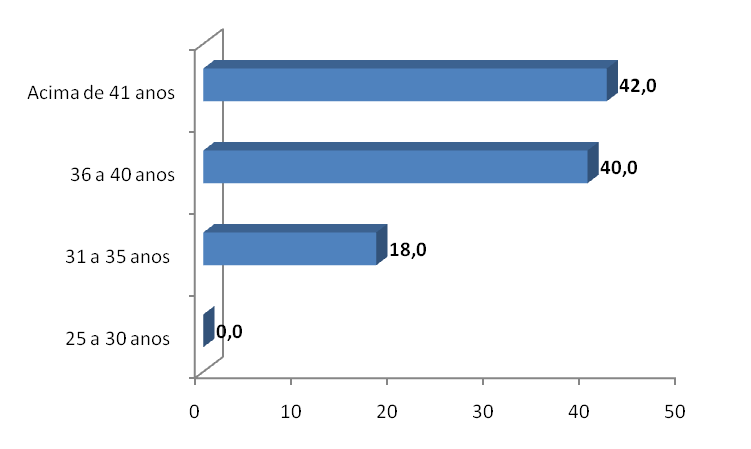 Acima de 41 anos
42,0
36 a 40 anos
40,0
31 a 35 anos
18,0
25 a 30 anos
0,0
0 10 20 30 40 50